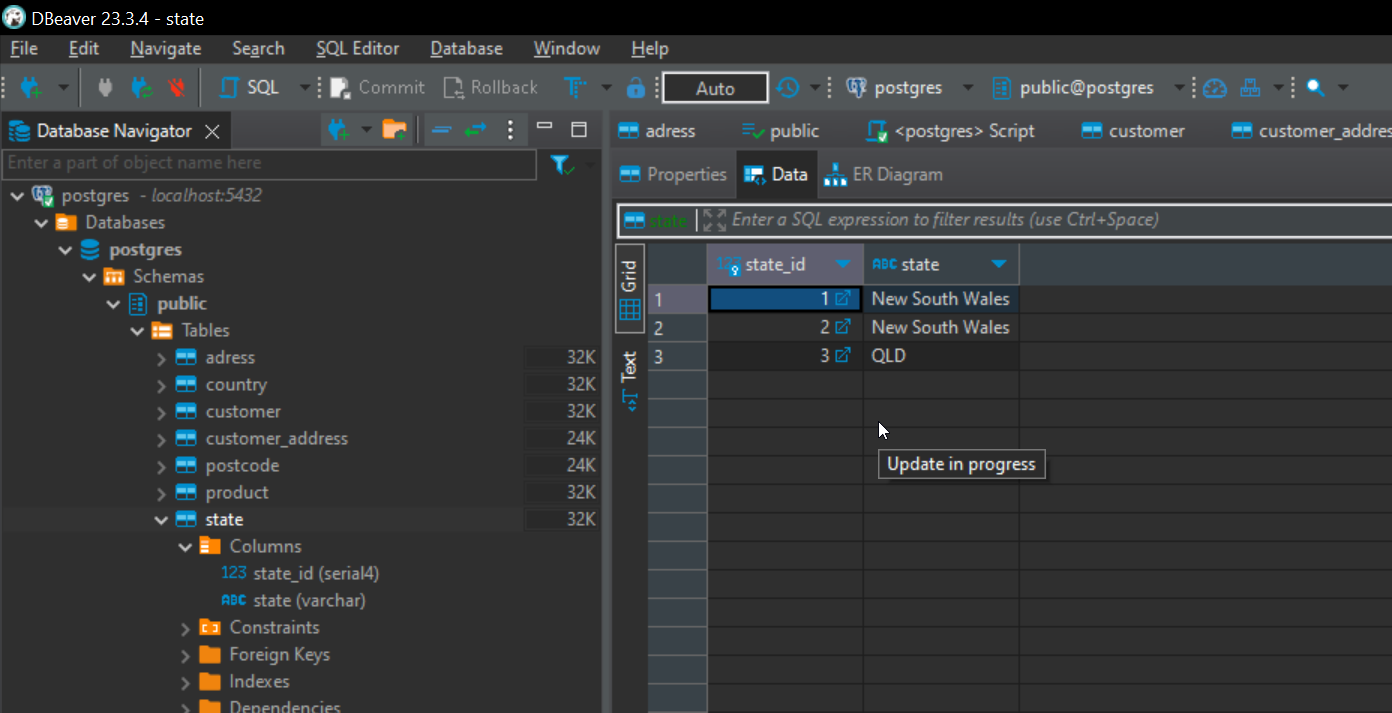 DBeaver 23.3.4 - state
File Edit Navigate Search SQL Editor Database Window Help
SQL Commit Rollback Auto postgres public@postgres
Database Navigator
adress public <postgres> Script customer customer_addres
Enter a part of object name here
Properties Data ER Diagram
postgres - localhost:5432
Databases
postgres
Schemas
public
Tables
adress 32K
country 32K
customer 32K
customer_address 24K
postcode 24K
product 32K
state 32K
Columns
123 state_id (serial4)
ABC state (varchar)
Constraints
Foreign Keys
Indexes
Dependencies
state Enter a SQL expression to filter results (use Ctrl+Space)
Grid
Text
123 state_id ABC state
1 1 New South Wales
2 2 New South Wales
3 3 QLD
Update in progress